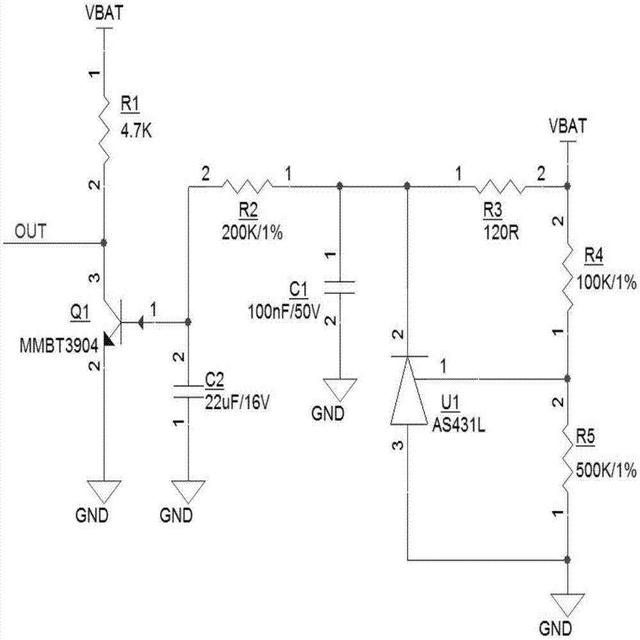 VBAT
1
R1
4.7K
2
OUT
3
Q1
1
MMBT3904
2
GND
2
C2
22uF/16V
1
GND
2
1
R2
200K/1%
1
C1
100nF/50V
2
GND
1
2
R3
120R
VBAT
2
R4
100K/1%
1
2
1
U1
AS431L
3
2
R5
500K/1%
1
GND